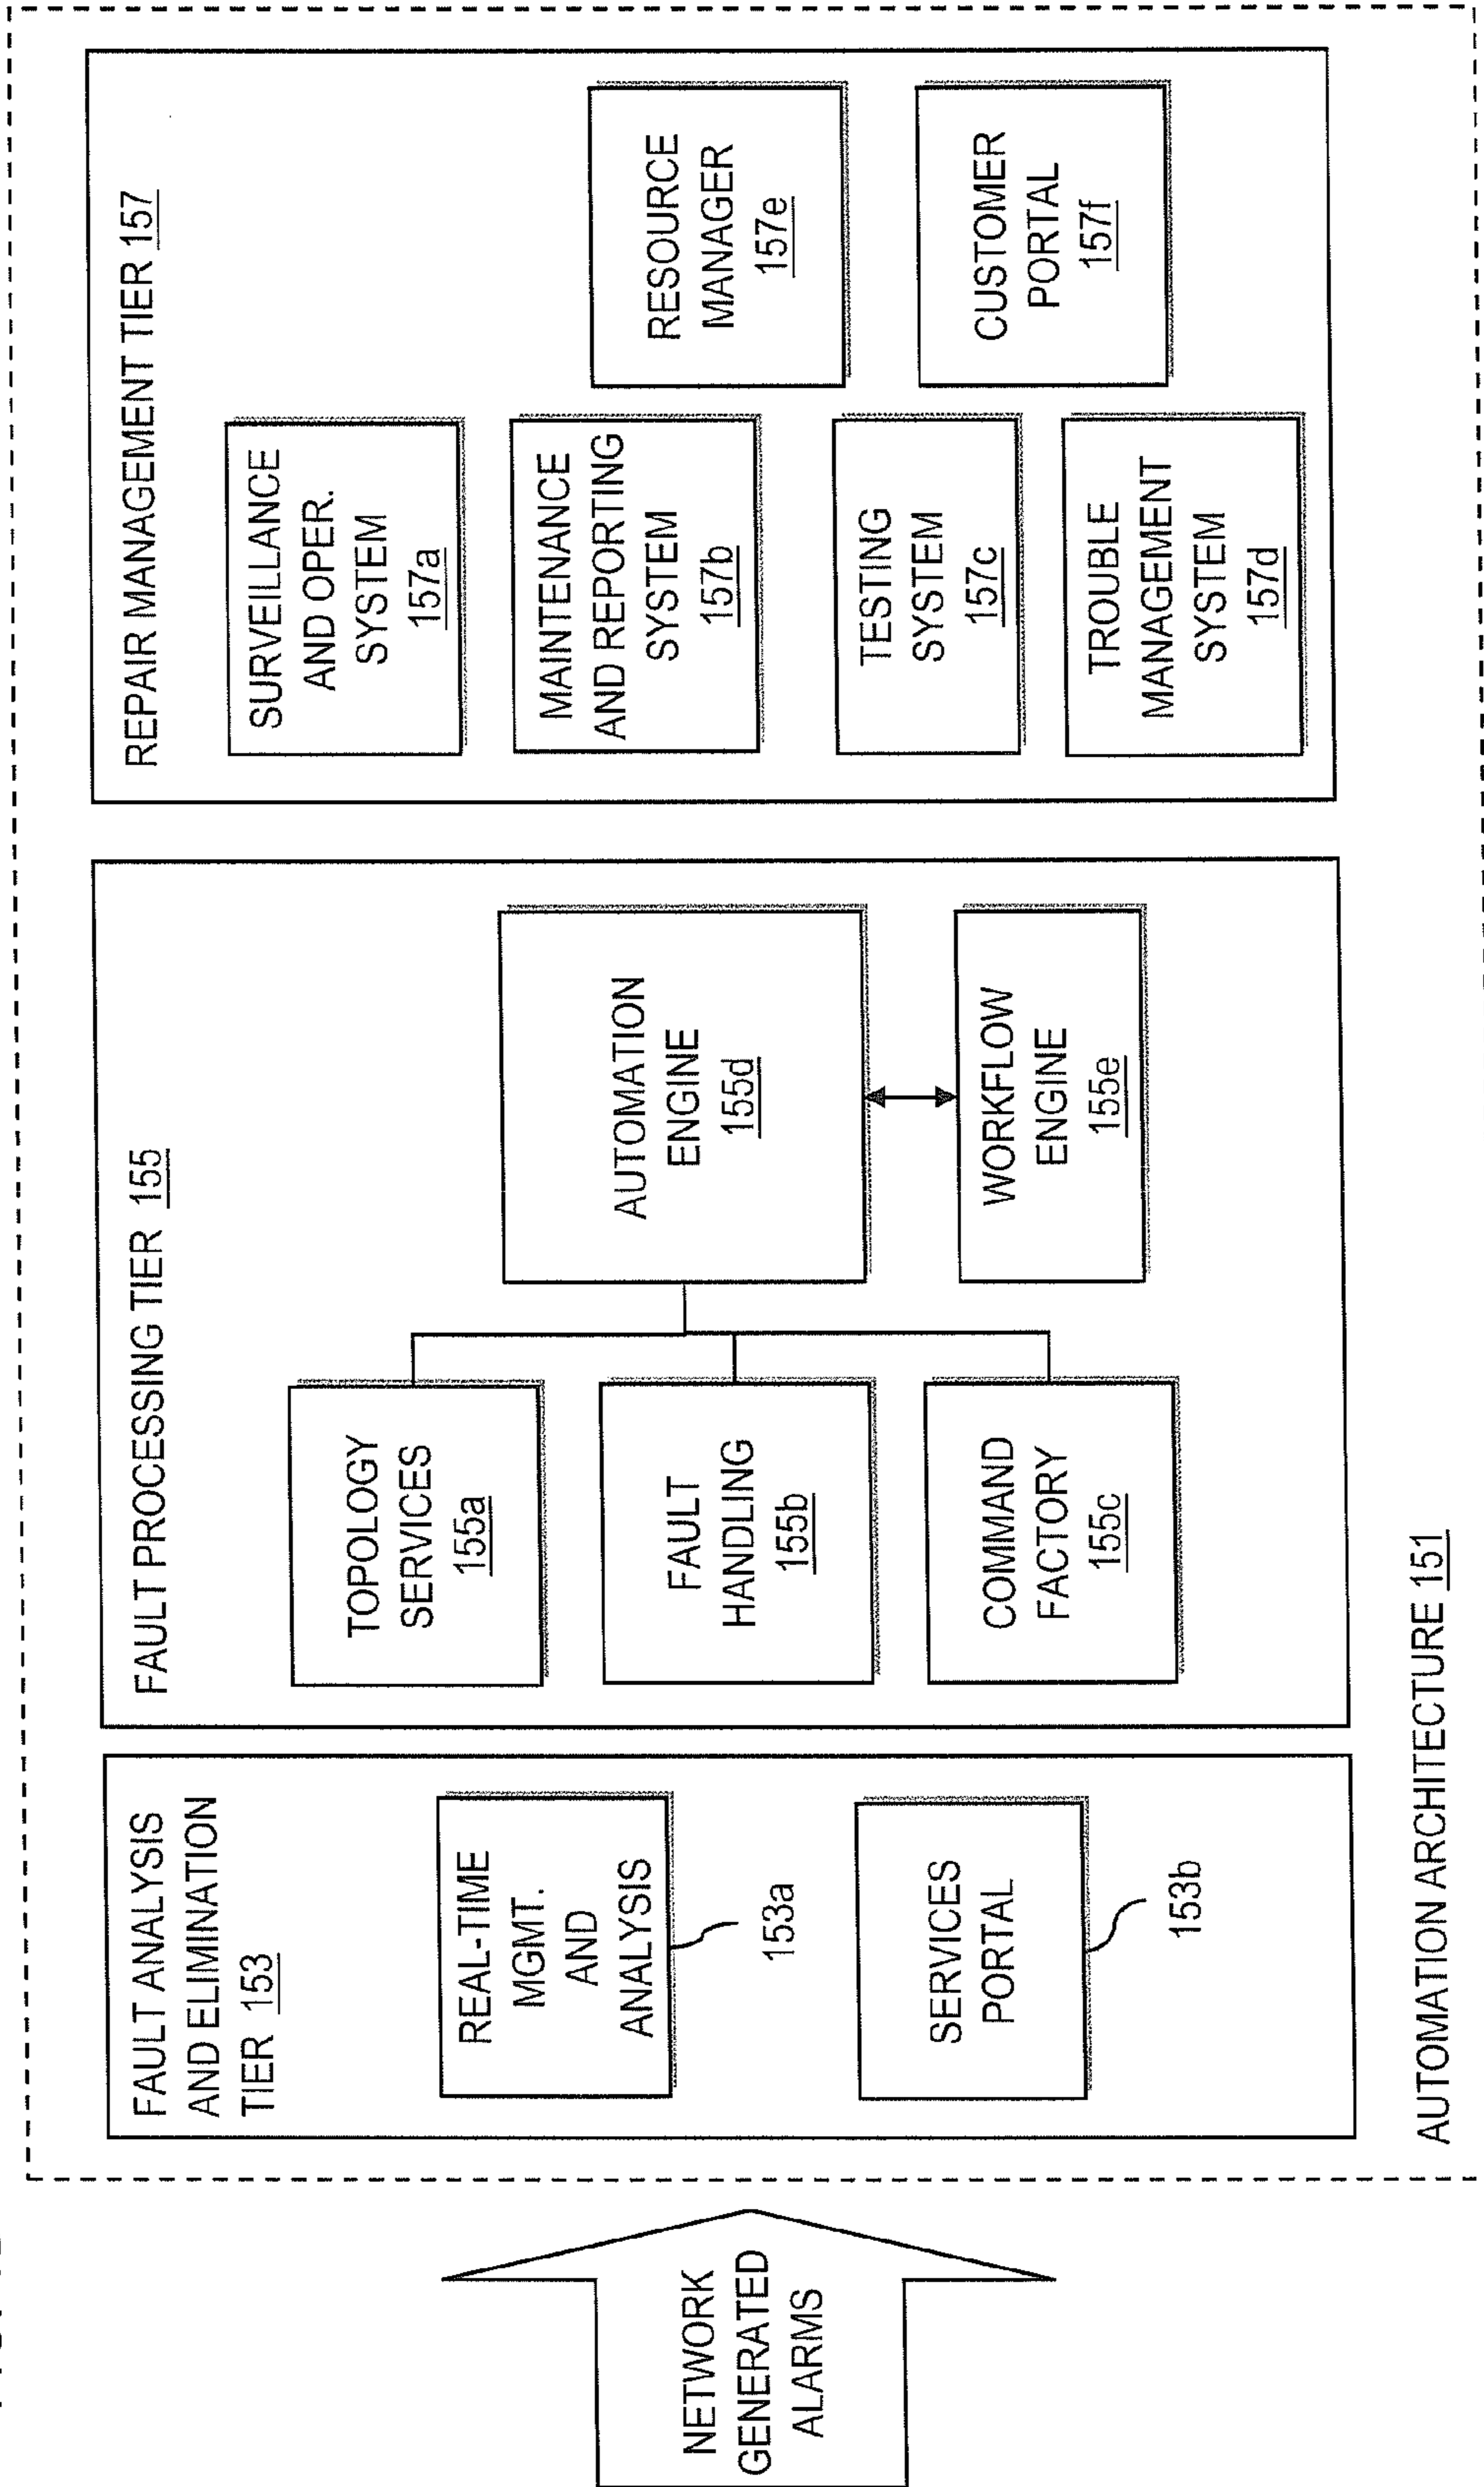 NETWORK
GENERATED
ALARMS
FAULT ANALYSIS
AND ELIMINATION
TIER 153
REAL-TIME
MGMT.
AND
ANALYSIS
153a
SERVICES
PORTAL
153b
FAULT PROCESSING TIER 155
TOPOLOGY
SERVICES
155a
FAULT
HANDLING
155b
COMMAND
FACTORY
155c
AUTOMATION
ENGINE
155d
WORKFLOW
ENGINE
155e
REPAIR MANAGEMENT TIER 157
SURVEILLANCE
AND OPER.
SYSTEM
157a
MAINTENANCE
AND REPORTING
SYSTEM
157b
TESTING
SYSTEM
157c
TROUBLE
MANAGEMENT
SYSTEM
157d
RESOURCE
MANAGER
157e
CUSTOMER
PORTAL
157f
AUTOMATION ARCHITECTURE 151